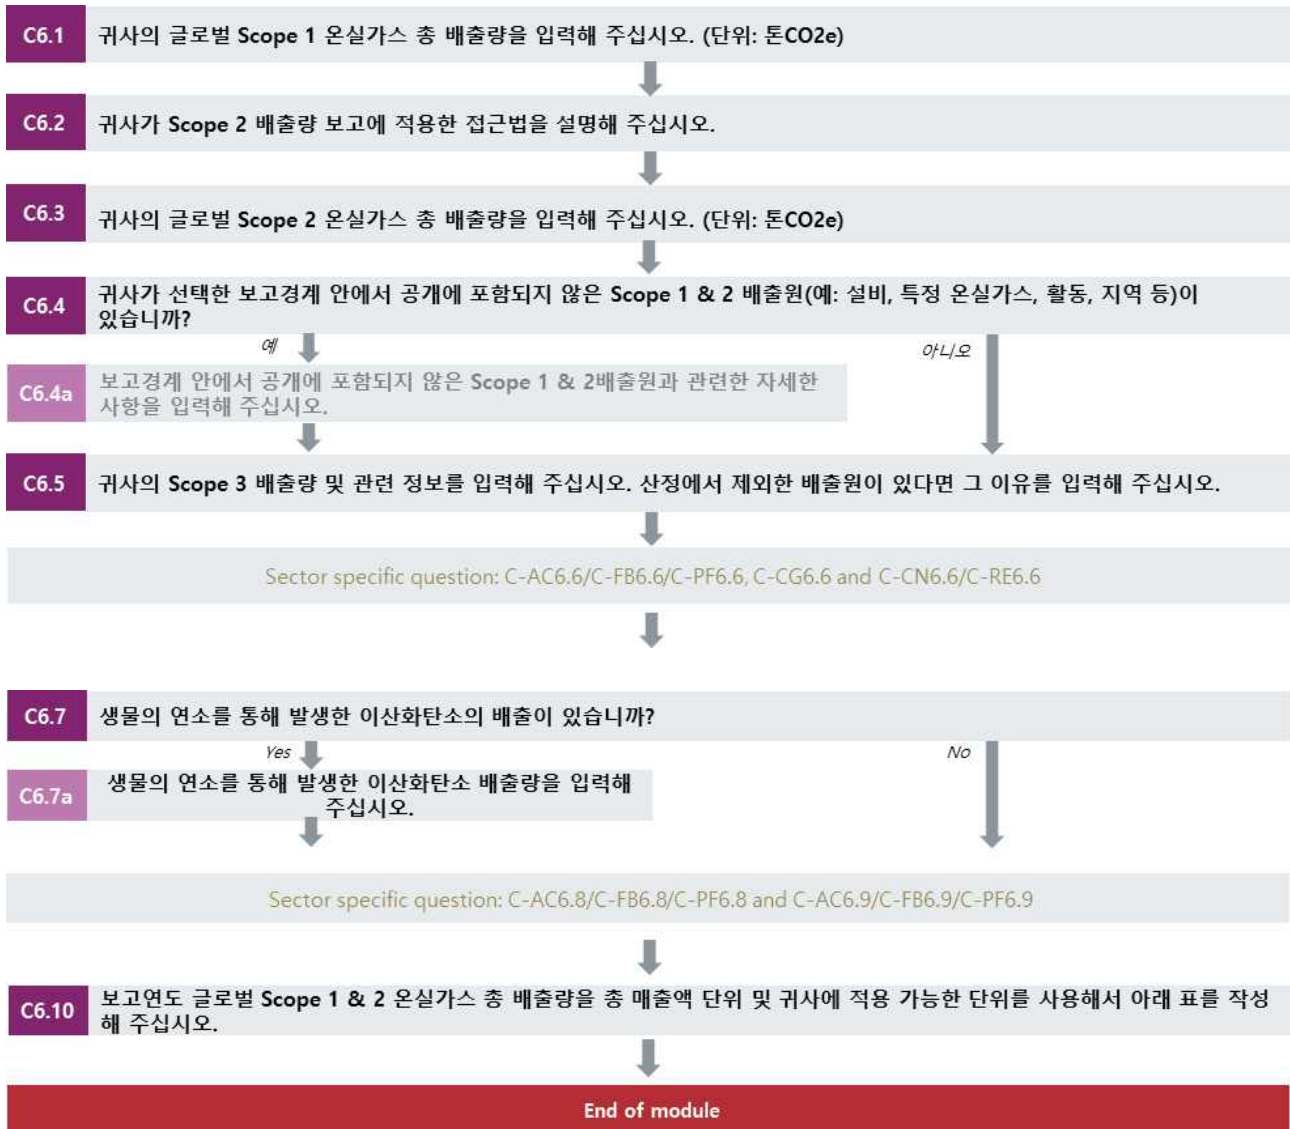 C6.1 귀사의 글로벌 Scope 1 온실가스 총 배출량을 입력해 주십시오. (단위: 톤CO2e)
C6.2 귀사가 Scope 2 배출량 보고에 적용한 접근법을 설명해 주십시오.
C6.3 귀사의 글로벌 Scope 2 온실가스 총 배출량을 입력해 주십시오. (단위: 톤CO2e)
C6.4 귀사가 선택한 보고경계 안에서 공개에 포함되지 않은 Scope 1 & 2 배출원(예: 설비, 특정 온실가스, 활동, 지역 등)이
있습니까?
예 아니오
C6.4a 보고경계 안에서 공개에 포함되지 않은 Scope 1 & 2배출원과 관련한 자세한
사항을 입력해 주십시오.
C6.5 귀사의 Scope 3 배출량 및 관련 정보를 입력해 주십시오. 산정에서 제외한 배출원이 있다면 그 이유를 입력해 주십시오.
Sector specific question: C-AC6.6/C-FB6.6/C-PF6.6, C-CG6.6 and C-CN6.6/C-RE6.6
C6.7 생물의 연소를 통해 발생한 이산화탄소의 배출이 있습니까?
Yes No
C6.7a 생물의 연소를 통해 발생한 이산화탄소 배출량을 입력해
주십시오.
Sector specific question: C-AC6.8/C-FB6.8/C-PF6.8 and C-AC6.9/C-FB6.9/C-PF6.9
C6.10 보고연도 글로벌 Scope 1 & 2 온실가스 총 배출량을 총 매출액 단위 및 귀사에 적용 가능한 단위를 사용해서 아래 표를 작성
해 주십시오.
End of module